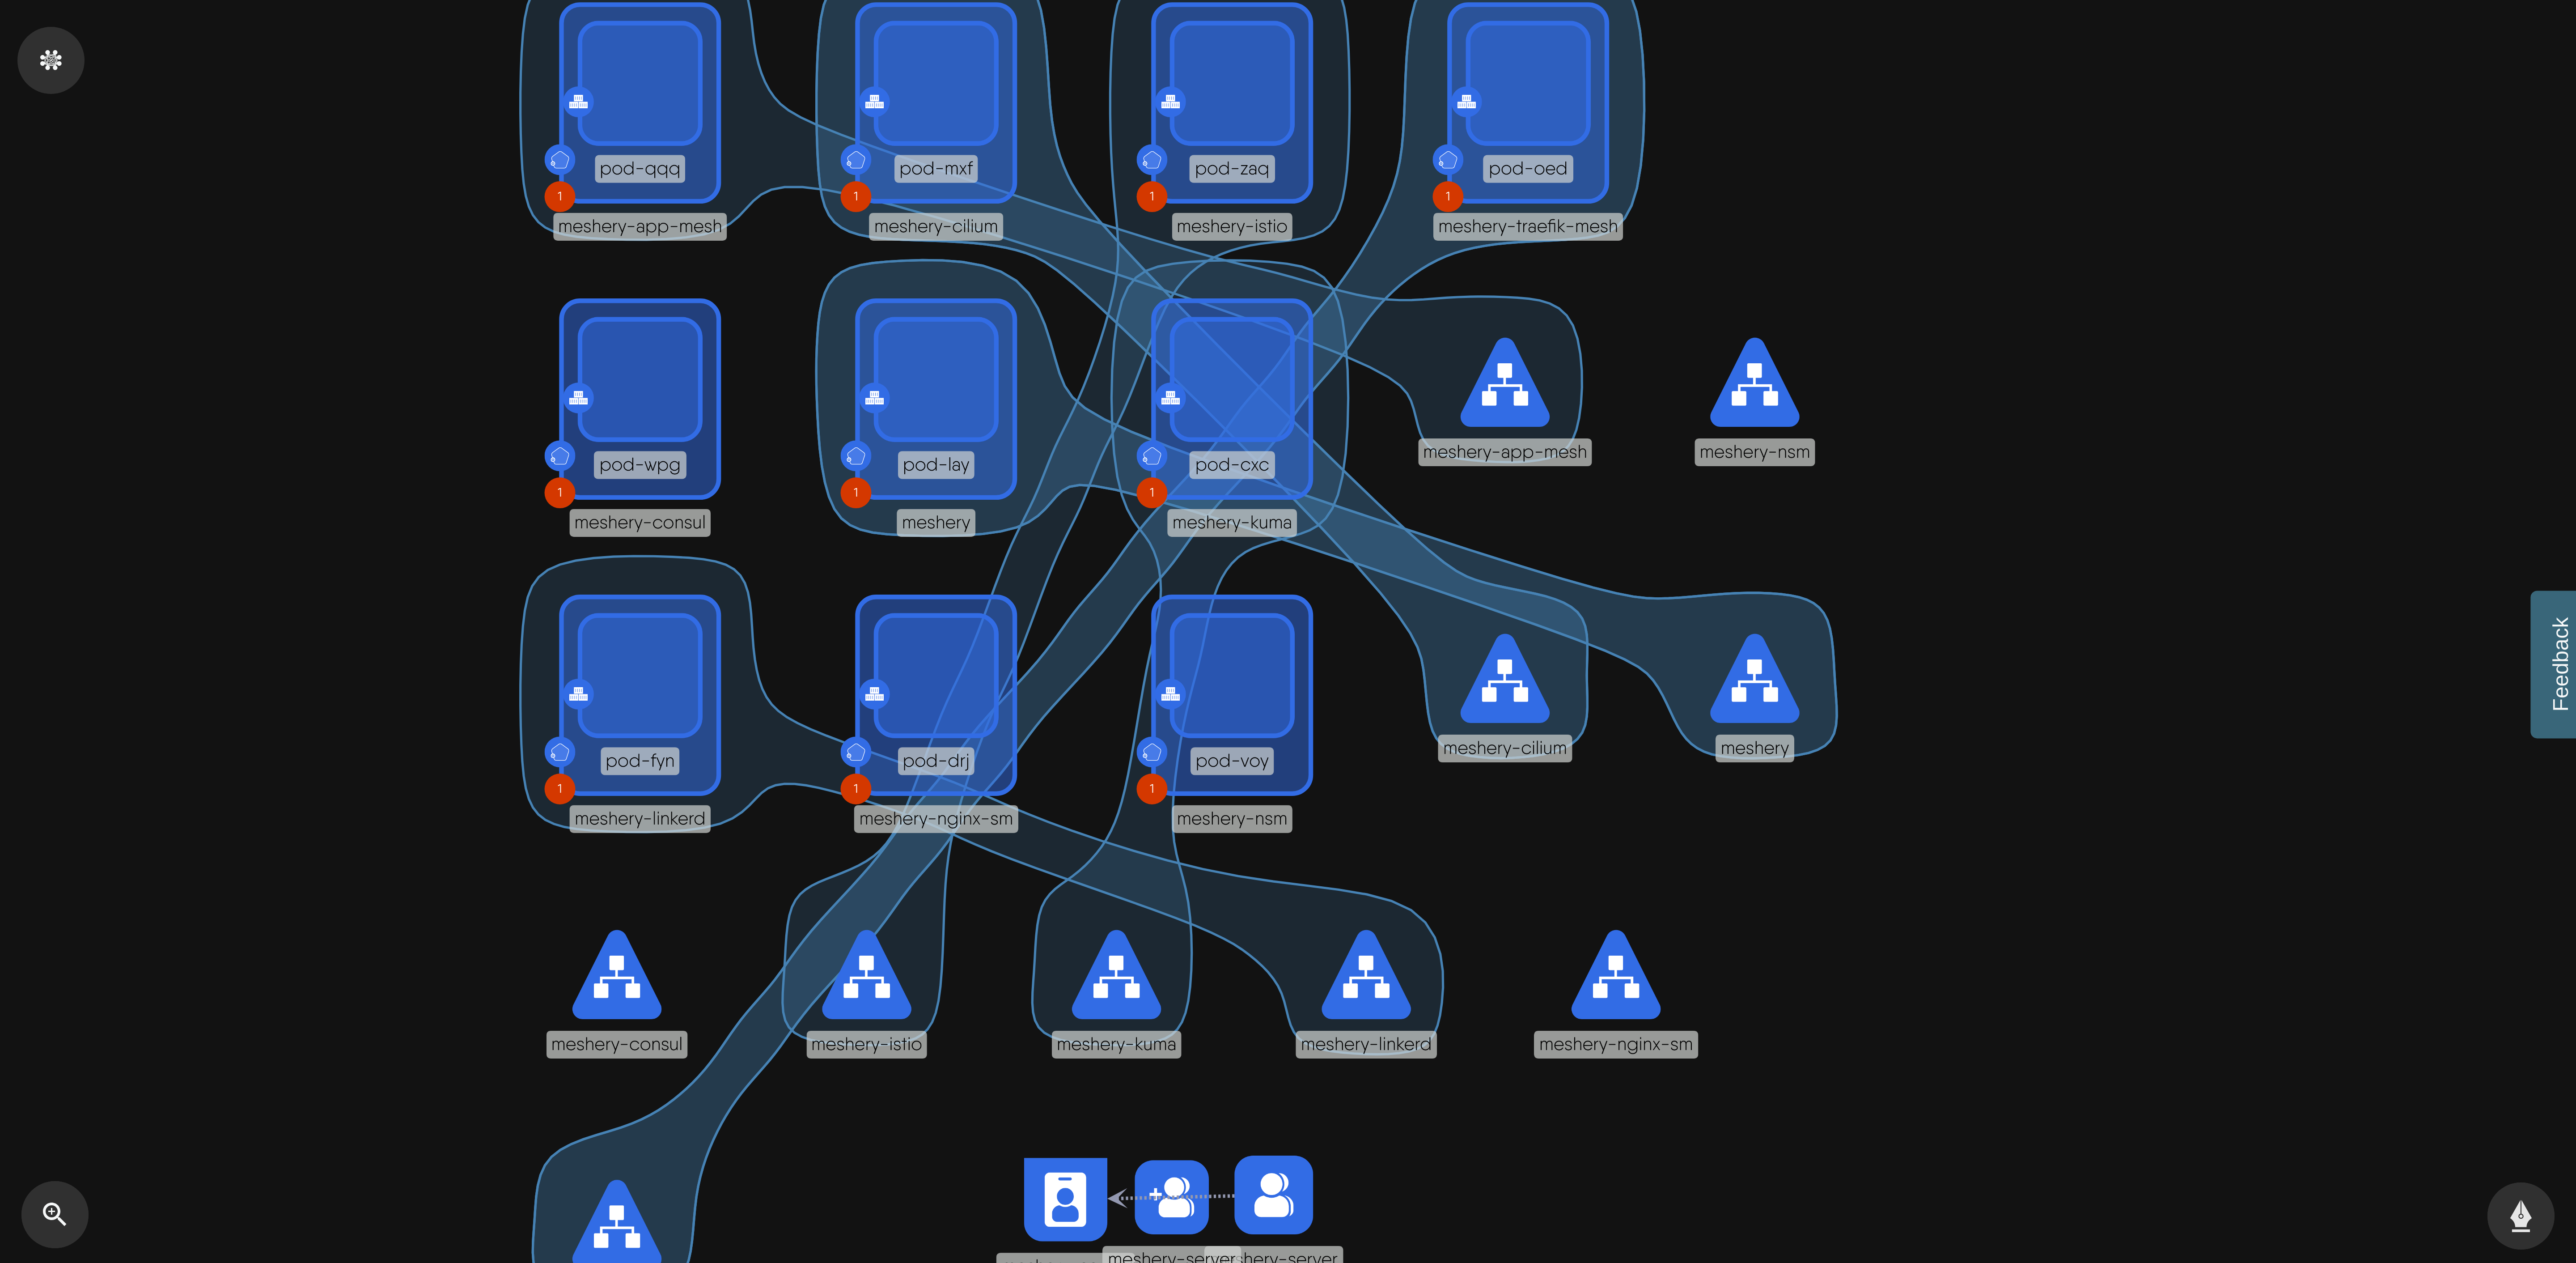 pod-qqq
pod-mxf
pod-zaq
pod-oed
1
1
1
1
meshery-app-mesh
meshery-cilium
meshery-istio
meshery-traefik-mesh
meshery-app-mesh
meshery-nsm
pod-wpg
pod-lay
pod-cxc
1
1
1
meshery-consul
meshery
meshery-kuma
meshery-cilium
meshery
pod-fyn
pod-drj
pod-voy
1
1
1
meshery-linkerd
meshery-nginx-sm
meshery-nsm
Feedback
meshery-consul
meshery-istio
meshery-kuma
meshery-linkerd
meshery-nginx-sm
meshery-server